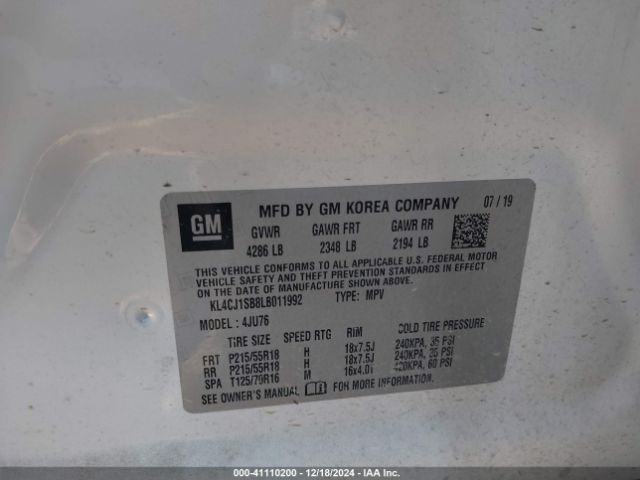 GM
MFD BY GM KOREA COMPANY 07/19
GVWR GAWR FRT GAWR RR
4286 LB 2348 LB 2194 LB
THIS VEHICLE CONFORMS TO ALL APPLICABLE U.S. FEDERAL MOTOR
VEHICLE SAFETY AND THEFT PREVENTION STANDARDS IN EFFECT ON
THE DATE OF MANUFACTURE SHOWN ABOVE.
KL4CJ1SB8LB011992 TYPE: MPV
MODEL: 4JU76
TIRE SIZE SPEED RTG RIM COLD TIRE PRESSURE
FRT P215/55R18 H 18x7.5J 240KPA, 35 PSI
RR P215/55R18 H 18x7.5J 240KPA, 35 PSI
SPA T125/70R16 M 16x4.0T 420KPA, 60 PSI
SEE OWNER'S MANUAL FOR MORE INFORMATION.
000-41110200 - 12/18/2024 - IAA Inc.